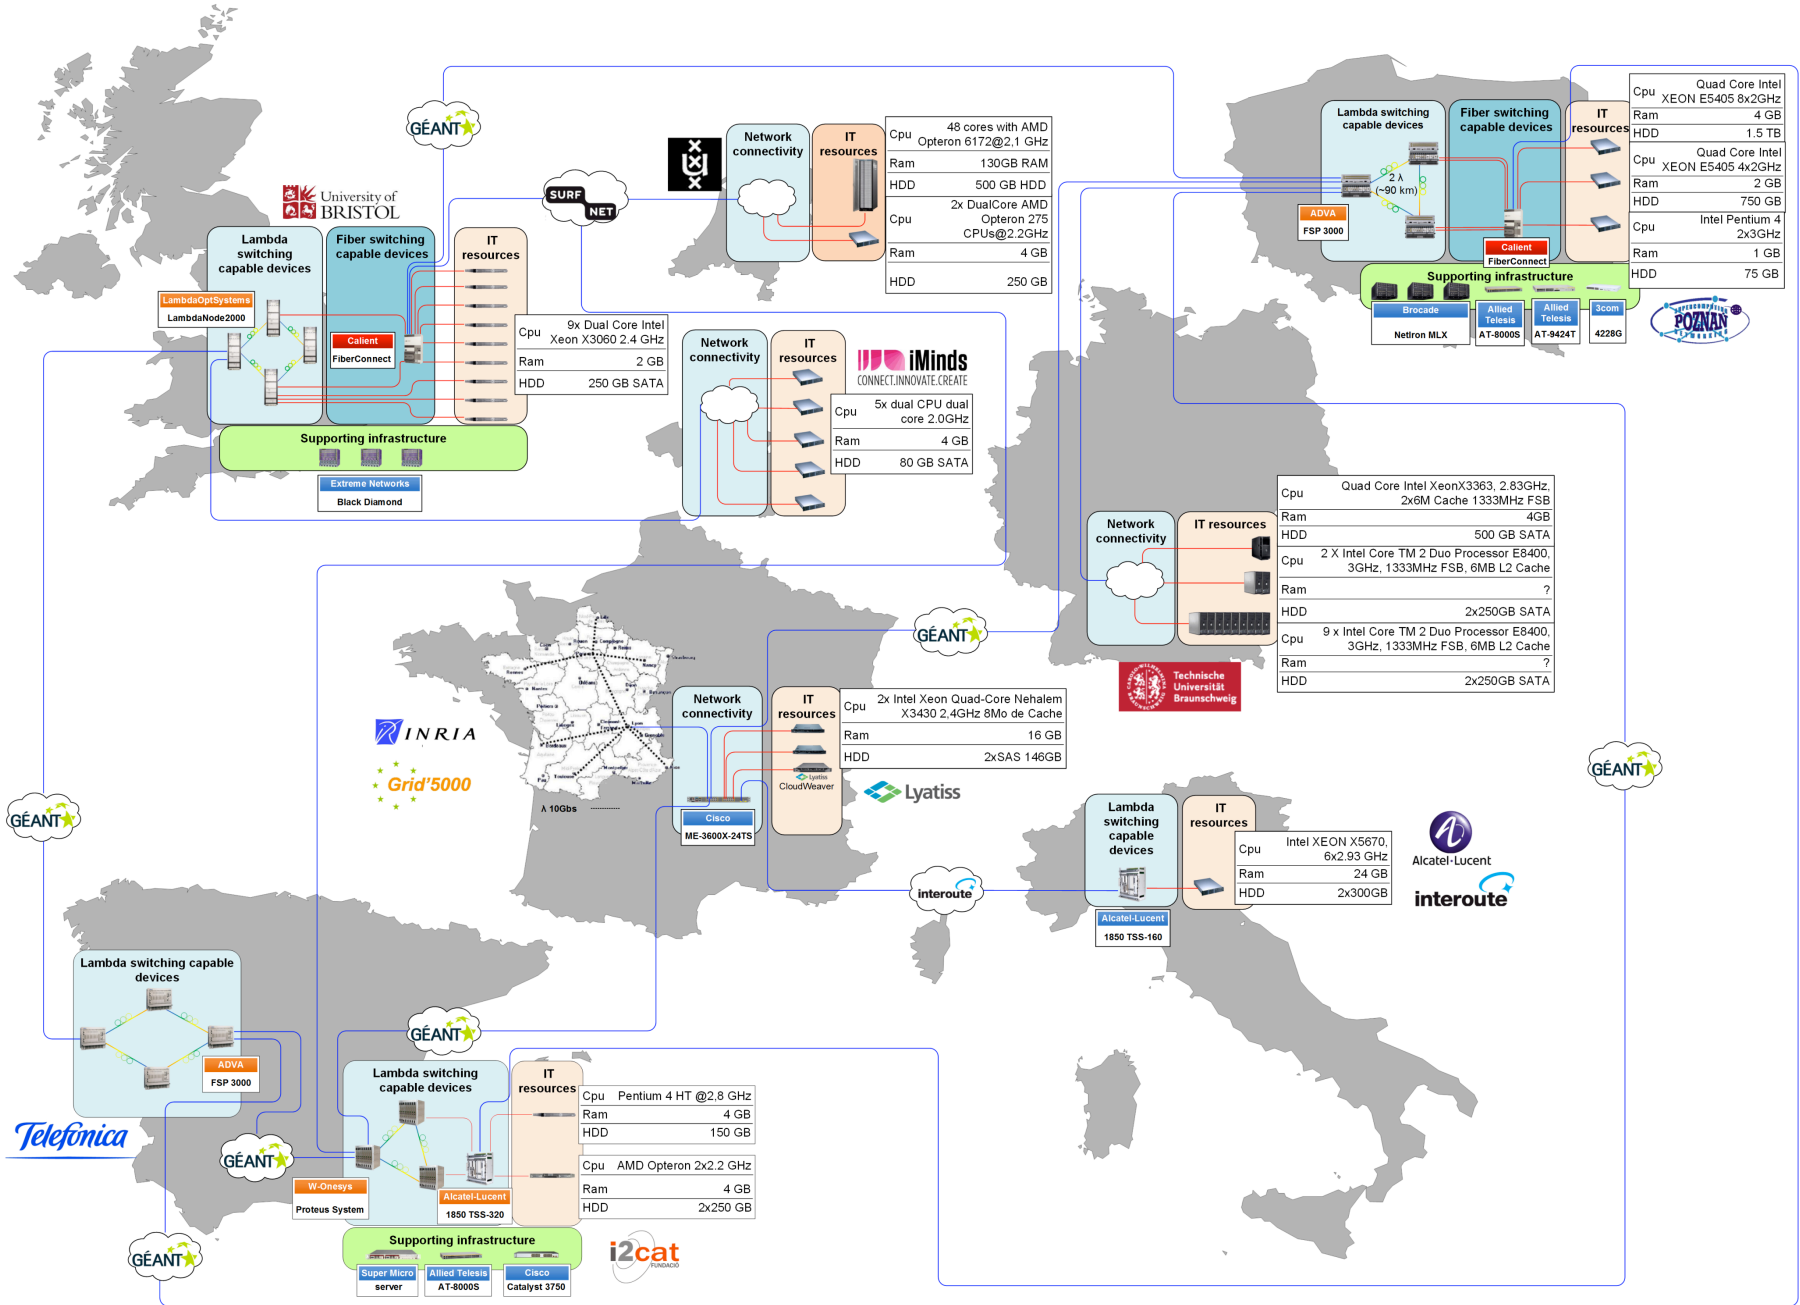 GÉANT
University of
BRISTOL
Lambda
switching
capable devices
Fiber switching
capable devices
IT
resources
LambdaOptSystems
LambdaNode2000
Calient
FiberConnect
Cpu 9x Dual Core Intel
Xeon X3060 2.4 GHz
Ram 2 GB
HDD 250 GB SATA
Supporting infrastructure
Extreme Networks
Black Diamond
SURF
NET
Network
connectivity
IT
resources
Cpu 48 cores with AMD
Opteron 6172@2,1 GHz
Ram 130GB RAM
HDD 500 GB HDD
Cpu 2x DualCore AMD
Opteron 275
CPUs@2.2GHz
Ram 4 GB
HDD 250 GB
Network
connectivity
IT
resources
iMinds
CONNECT.INNOVATE.CREATE
Cpu 5x dual CPU dual
core 2.0GHz
Ram 4 GB
HDD 80 GB SATA
Lambda switching
capable devices
Fiber switching
capable devices
IT
resources
2 λ
(~90 km)
ADVA
FSP 3000
Calient
FiberConnect
Cpu Quad Core Intel
XEON E5405 8x2GHz
Ram 4 GB
HDD 1.5 TB
Cpu Quad Core Intel
XEON E5405 4x2GHz
Ram 2 GB
HDD 750 GB
Cpu Intel Pentium 4
2x3GHz
Ram 1 GB
HDD 75 GB
Supporting infrastructure
Brocade
NetIron MLX
Allied
Telesis
AT-8000S
Allied
Telesis
AT-9424T
3com
4228G
POZNAN
Network
connectivity
IT resources
Cpu Quad Core Intel XeonX3363, 2.83GHz,
2x6M Cache 1333MHz FSB
Ram 4GB
HDD 500 GB SATA
Cpu 2 X Intel Core TM 2 Duo Processor E8400,
3GHz, 1333MHz FSB, 6MB L2 Cache
Ram ?
HDD 2x250GB SATA
Cpu 9 x Intel Core TM 2 Duo Processor E8400,
3GHz, 1333MHz FSB, 6MB L2 Cache
Ram ?
HDD 2x250GB SATA
Technische
Universität
Braunschweig
GÉANT
INRIA
Grid'5000
λ 10Gbs
Network
connectivity
IT
resources
Cisco
ME-3600X-24TS
Lyatiss
CloudWeaver
Cpu 2x Intel Xeon Quad-Core Nehalem
X3430 2,4GHz 8Mo de Cache
Ram 16 GB
HDD 2xSAS 146GB
Lyatiss
GÉANT
GÉANT
interoute
Lambda
switching
capable
devices
IT
resources
Alcatel-Lucent
1850 TSS-160
Cpu Intel XEON X5670,
6x2.93 GHz
Ram 24 GB
HDD 2x300GB
Alcatel·Lucent
interoute
Lambda switching capable
devices
ADVA
FSP 3000
Telefónica
GÉANT
GÉANT
GÉANT
Lambda switching
capable devices
IT
resources
W-Onesys
Proteus System
Alcatel-Lucent
1850 TSS-320
Cpu Pentium 4 HT @2,8 GHz
Ram 4 GB
HDD 150 GB
Cpu AMD Opteron 2x2.2 GHz
Ram 4 GB
HDD 2x250 GB
Supporting infrastructure
Super Micro
server
Allied Telesis
AT-8000S
Cisco
Catalyst 3750
i2cat
FUNDACIÓ